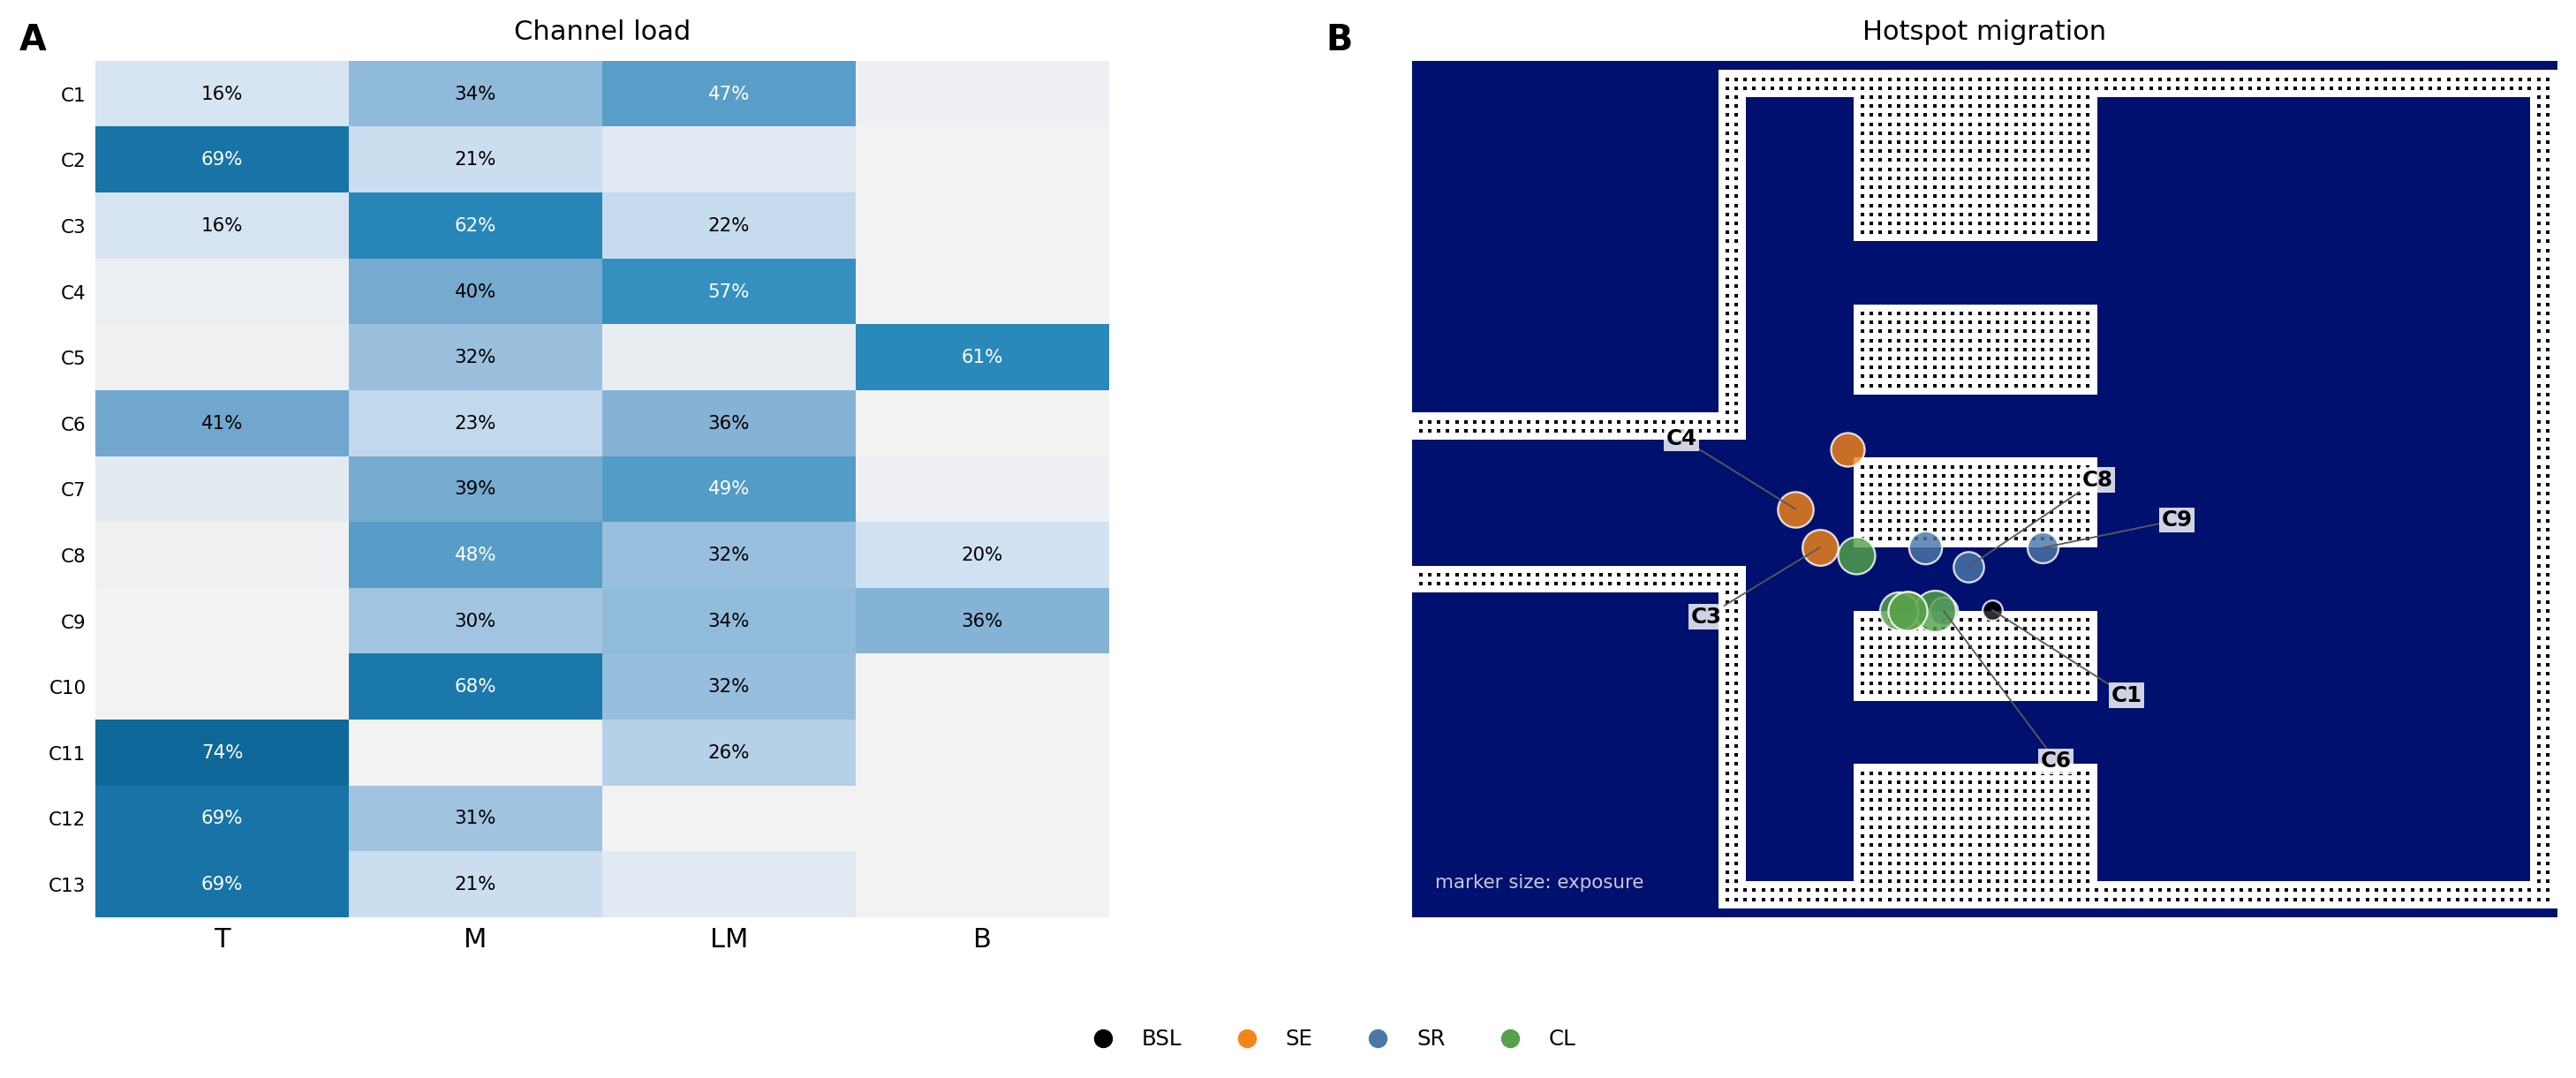 A
Channel load
C1 16% 34% 47%
C2 69% 21%
C3 16% 62% 22%
C4 40% 57%
C5 32% 61%
C6 41% 23% 36%
C7 39% 49%
C8 48% 32% 20%
C9 30% 34% 36%
C10 68% 32%
C11 74% 26%
C12 69% 31%
C13 69% 21%
T M LM B
B
Hotspot migration
C4
C8
C9
C3
C1
C6
marker size: exposure
BSL SE SR CL